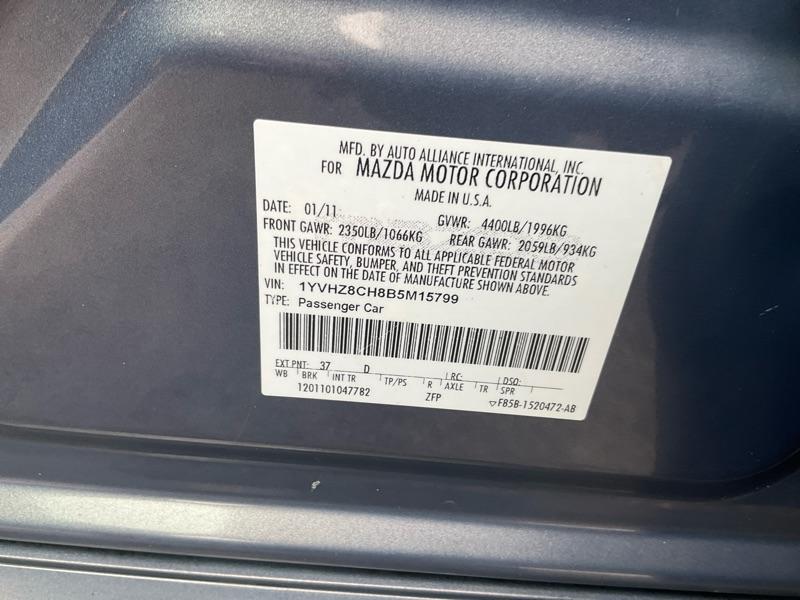 MFD. BY AUTO ALLIANCE INTERNATIONAL, INC.
FOR MAZDA MOTOR CORPORATION
MADE IN U.S.A.
DATE: 01/11 GVWR: 4400LB/1996KG
FRONT GAWR: 2350LB/1066KG REAR GAWR: 2059LB/934KG
THIS VEHICLE CONFORMS TO ALL APPLICABLE FEDERAL MOTOR
VEHICLE SAFETY, BUMPER, AND THEFT PREVENTION STANDARDS
IN EFFECT ON THE DATE OF MANUFACTURE SHOWN ABOVE.
VIN: 1YVHZ8CH8B5M15799
TYPE: Passenger Car
EXT PNT: 37 D RC: DSO:
WB BRK INT TR TP/PS R AXLE TR SPR
1201101047782 ZFP ▽F85B-1520472-AB